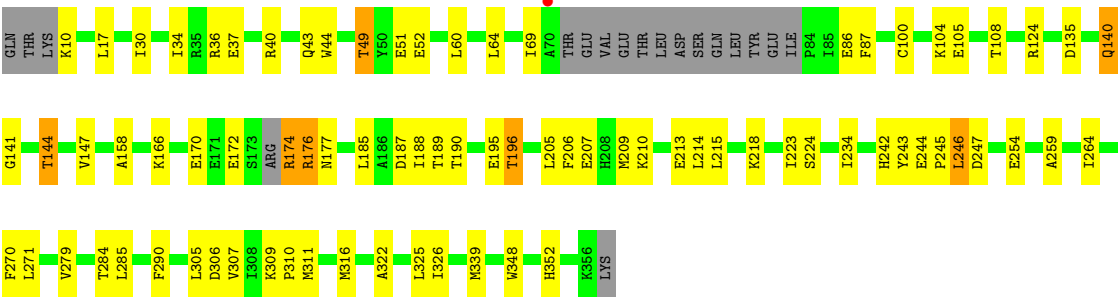 GLN THR LYS K10 L17 I30 I34 R35 R36 E37 R40 Q43 W44 T49 Y50 E51 E52 L60 L64 I69 A70 THR GLU VAL GLU THR LEU ASP SER GLN LEU TYR GLU ILE P84 I85 E86 F87 C100 K104 E105 T108 R124 D135 Q140
G141 T144 V147 A158 K166 E170 E171 E172 S173 ARG R174 R176 N177 L185 A186 D187 T188 T189 T190 E195 T196 L205 F206 E207 H208 M209 K210 E213 L214 L215 K218 I223 S224 I234 H242 Y243 E244 P245 L246 D247 E254 A259 I264
F270 L271 V279 T284 L285 F290 L305 D306 V307 I308 K309 P310 M311 M316 A322 L325 I326 M339 W348 H352 K356 LYS